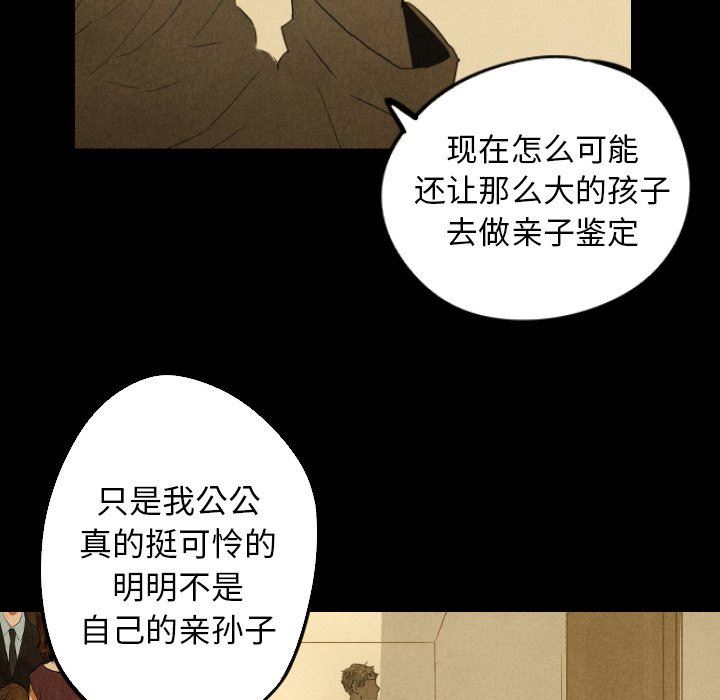 现在怎么可能
还让那么大的孩子
去做亲子鉴定
只是我公公
真的挺可怜的
明明不是
自己的亲孙子